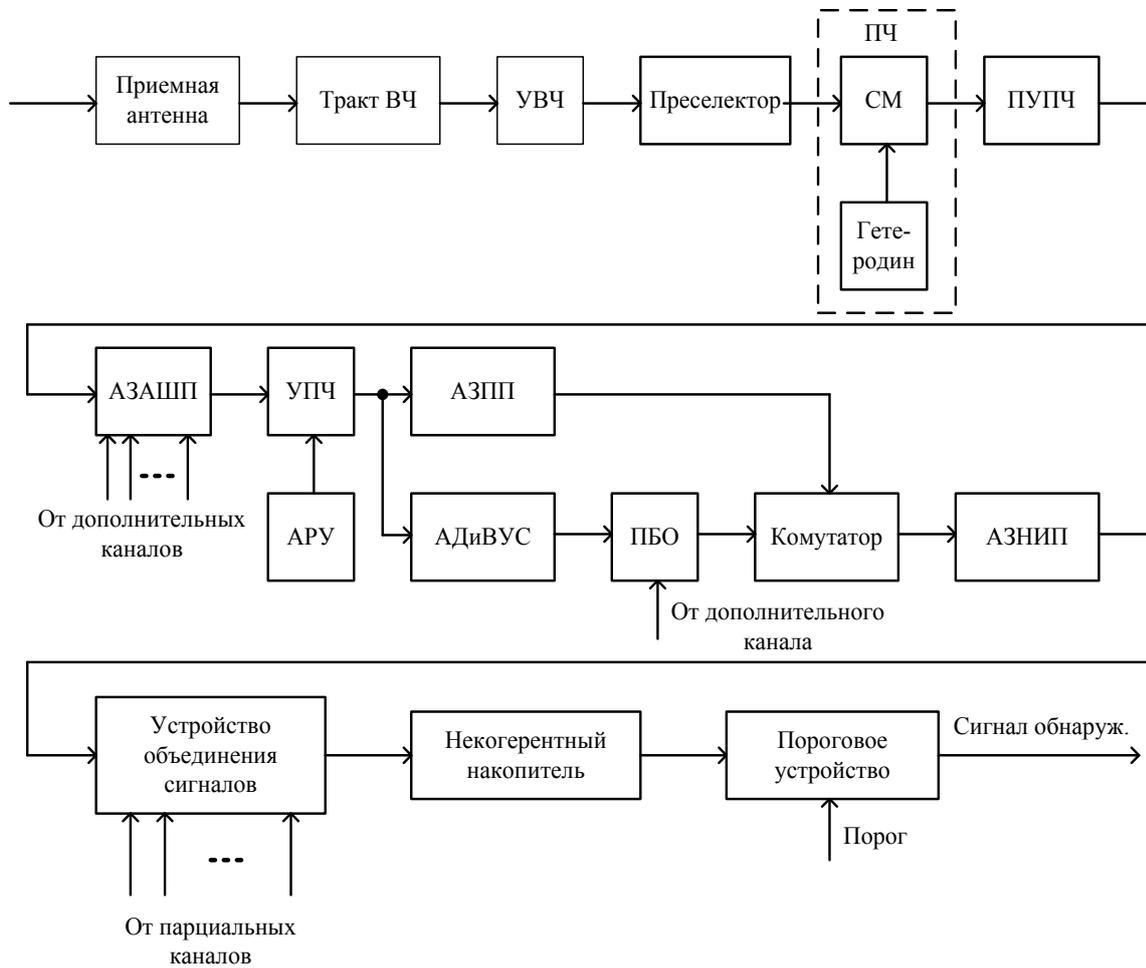 ПЧ
Приемная
антенна
Тракт ВЧ
УВЧ
Преселектор
СМ
ПУПЧ
Гете-
родин
АЗАШП
УПЧ
АЗПП
От дополнительных
каналов
АРУ
АДиВУС
ПБО
Комутатор
АЗНИП
От дополнительного
канала
Устройство
объединения
сигналов
Некогерентный
накопитель
Пороговое
устройство
Сигнал обнаруж.
Порог
От парциальных
каналов